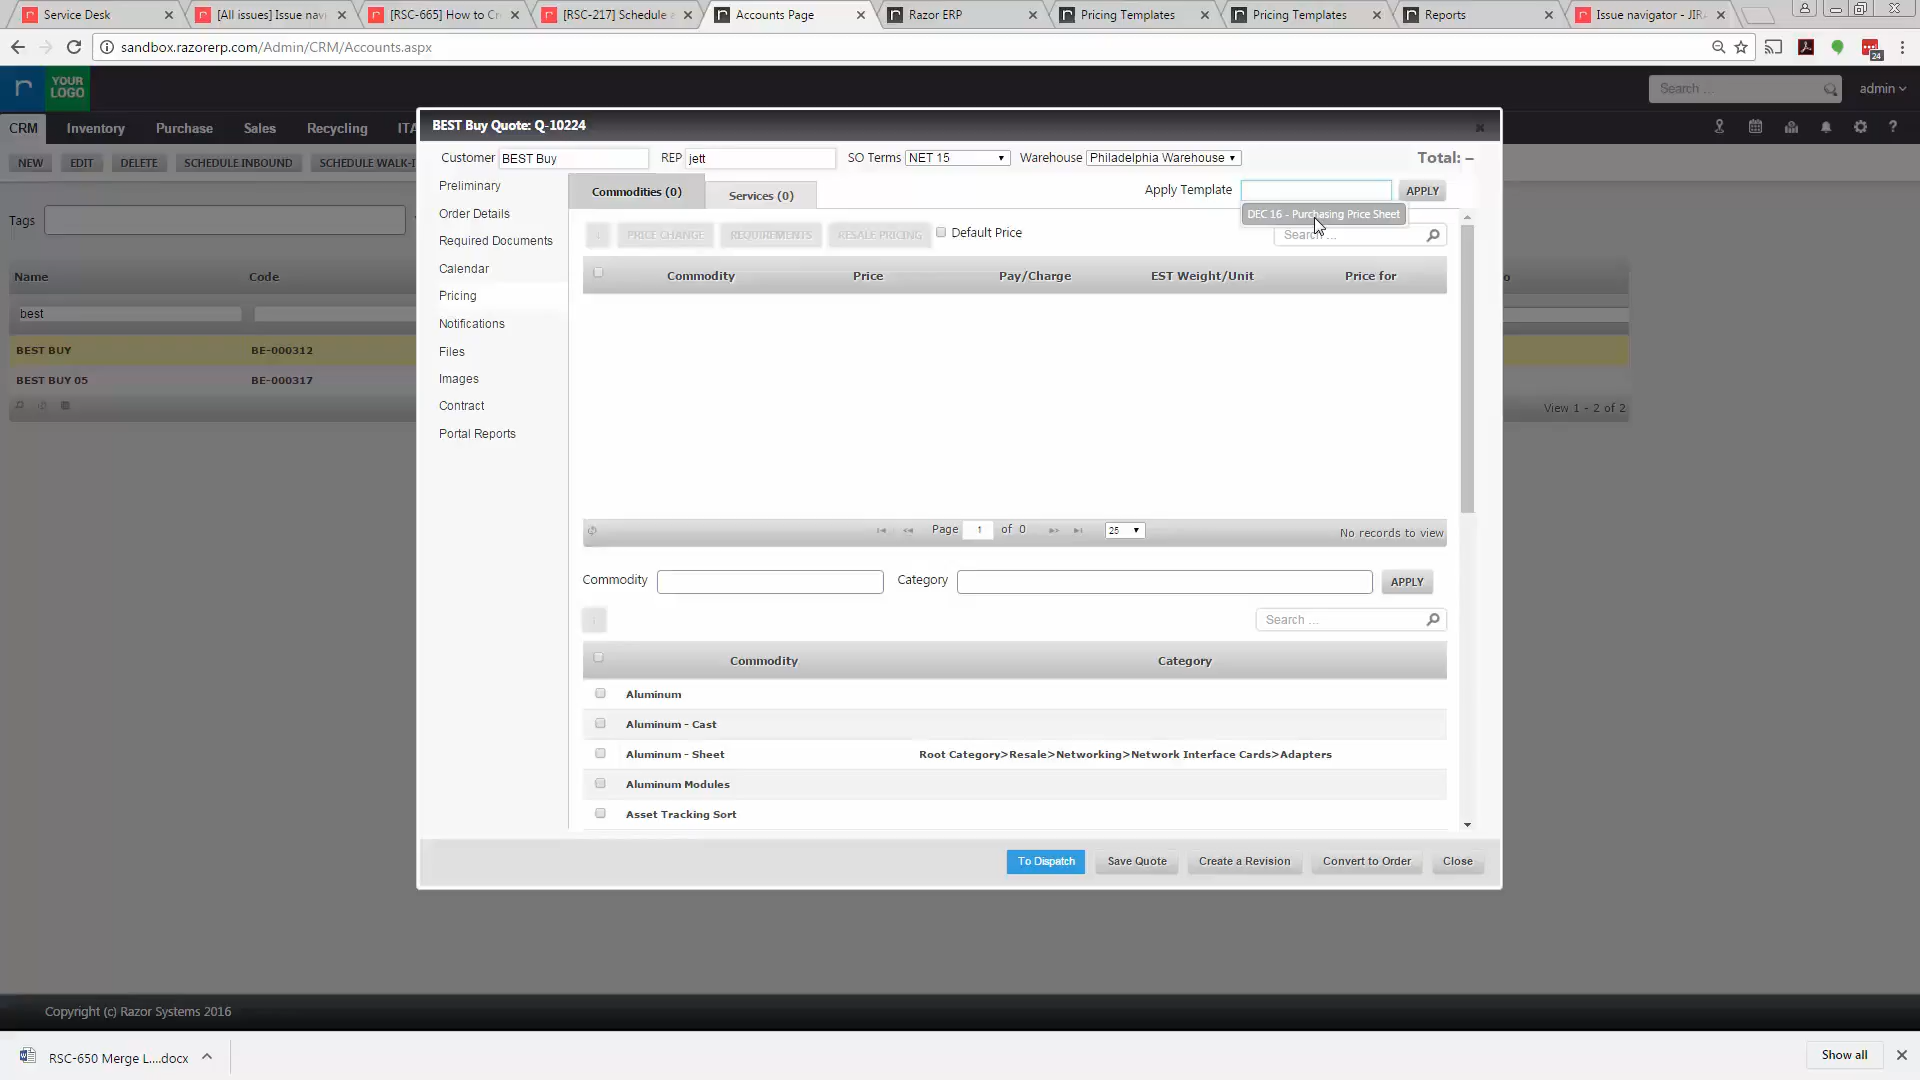 Service Desk
[All issues] Issue nav
[RSC-665] How to Cr
[RSC-217] Schedule a
Accounts Page
Razor ERP
Pricing Templates
Pricing Templates
Reports
Issue navigator - JIR
sandbox.razorerp.com/Admin/CRM/Accounts.aspx
24
r YOUR LOGO
Search ...
admin
CRM Inventory Purchase Sales Recycling ITA
NEW EDIT DELETE SCHEDULE INBOUND SCHEDULE WALK-I
Tags
Name Code
best
BEST BUY BE-000312
BEST BUY 05 BE-000317
View 1 - 2 of 2
BEST Buy Quote: Q-10224
Customer BEST Buy REP jett SO Terms NET 15 Warehouse Philadelphia Warehouse Total: –
Preliminary
Order Details
Required Documents
Calendar
Pricing
Notifications
Files
Images
Contract
Portal Reports
Commodities (0) Services (0) Apply Template APPLY
DEC 16 - Purchasing Price Sheet
PRICE CHANGE REQUIREMENTS RESALE PRICING Default Price Search ...
Commodity Price Pay/Charge EST Weight/Unit Price for
Page 1 of 0 25 No records to view
Commodity Category APPLY
Search ...
Commodity Category
Aluminum
Aluminum - Cast
Aluminum - Sheet Root Category>Resale>Networking>Network Interface Cards>Adapters
Aluminum Modules
Asset Tracking Sort
To Dispatch Save Quote Create a Revision Convert to Order Close
Copyright (c) Razor Systems 2016
RSC-650 Merge L....docx
Show all